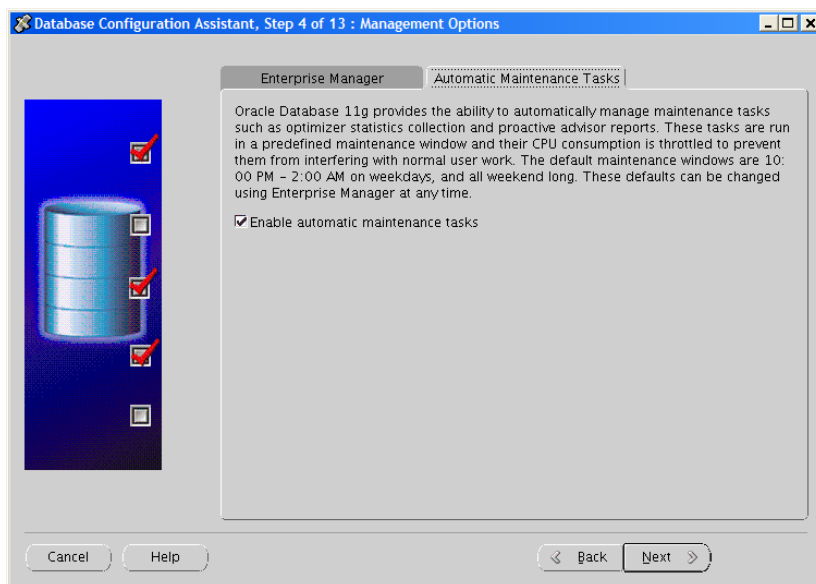 Database Configuration Assistant, Step 4 of 13 : Management Options
Enterprise Manager
Automatic Maintenance Tasks
Oracle Database 11g provides the ability to automatically manage maintenance tasks
such as optimizer statistics collection and proactive advisor reports. These tasks are run
in a predefined maintenance window and their CPU consumption is throttled to prevent
them from interfering with normal user work. The default maintenance windows are 10:
00 PM - 2:00 AM on weekdays, and all weekend long. These defaults can be changed
using Enterprise Manager at any time.
Enable automatic maintenance tasks
Cancel
Help
Back
Next